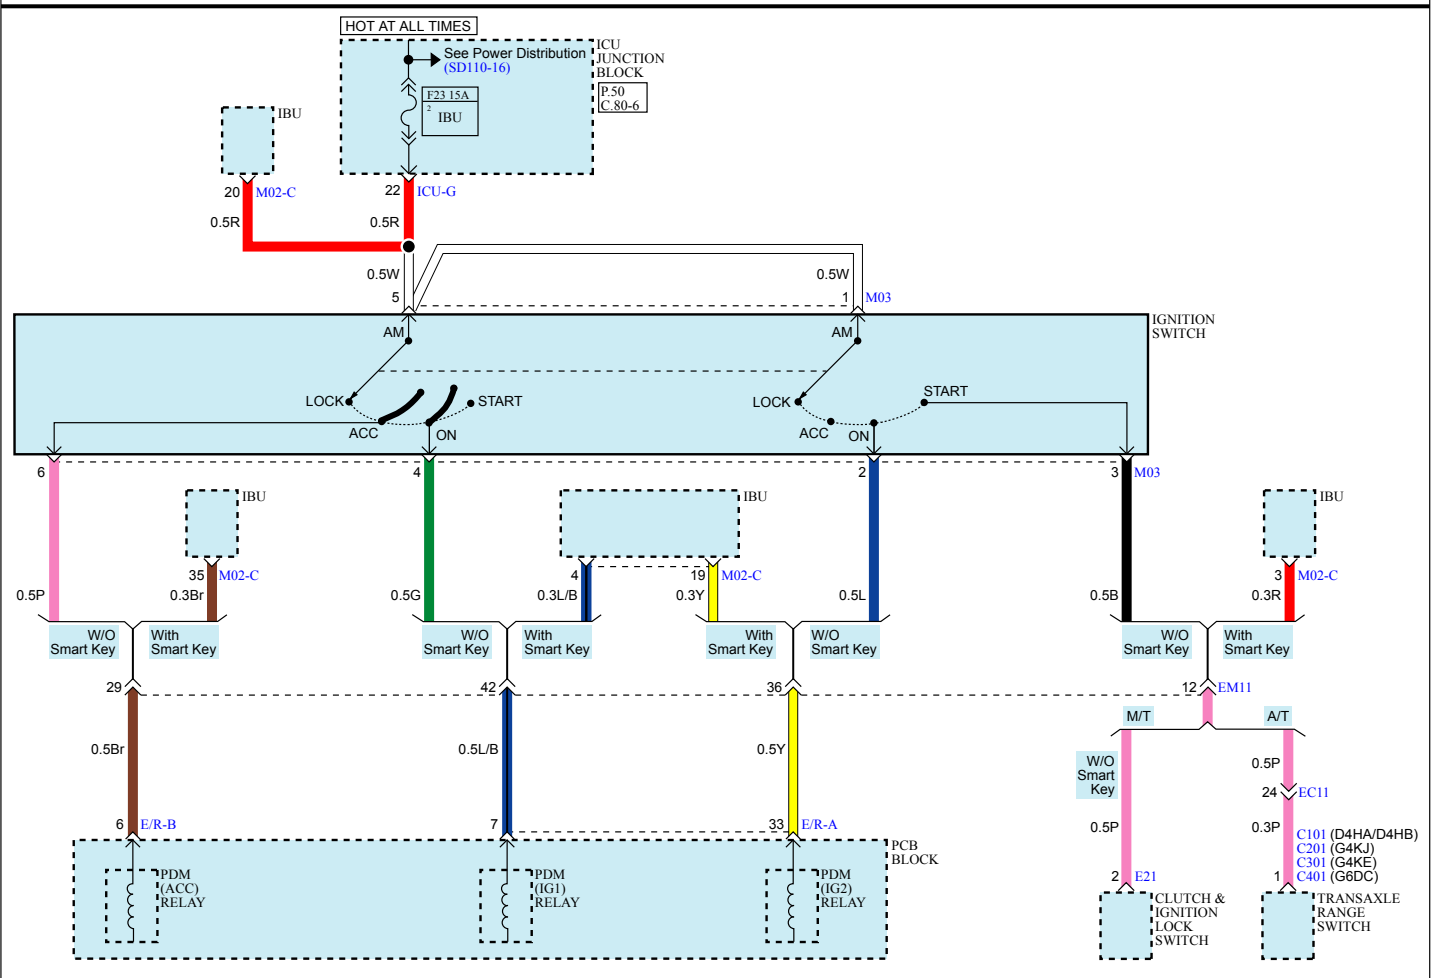 HOT AT ALL TIMES
See Power Distribution
(SD110-16)
ICU
JUNCTION
BLOCK
P.50
C.80-6
F23 15A
2
IBU
IBU
20
M02-C
22
ICU-G
0.5R
0.5R
0.5W
0.5W
5
1
M03
IGNITION
SWITCH
AM
AM
LOCK
START
ACC
ON
LOCK
START
ACC
ON
6
4
2
3
M03
IBU
IBU
IBU
35
M02-C
4
19
M02-C
3
M02-C
0.5P
0.3Br
0.5G
0.3L/B
0.3Y
0.5L
0.5B
0.3R
W/O
Smart Key
With
Smart Key
W/O
Smart Key
With
Smart Key
With
Smart Key
W/O
Smart Key
W/O
Smart Key
With
Smart Key
29
42
36
12
EM11
M/T
A/T
0.5Br
0.5L/B
0.5Y
W/O
Smart
Key
0.5P
24
EC11
6
E/R-B
7
33
E/R-A
0.5P
0.3P
C101 (D4HA/D4HB)
C201 (G4KJ)
C301 (G4KE)
C401 (G6DC)
PCB
BLOCK
2
E21
1
PDM
(ACC)
RELAY
PDM
(IG1)
RELAY
PDM
(IG2)
RELAY
CLUTCH &
IGNITION
LOCK
SWITCH
TRANSAXLE
RANGE
SWITCH